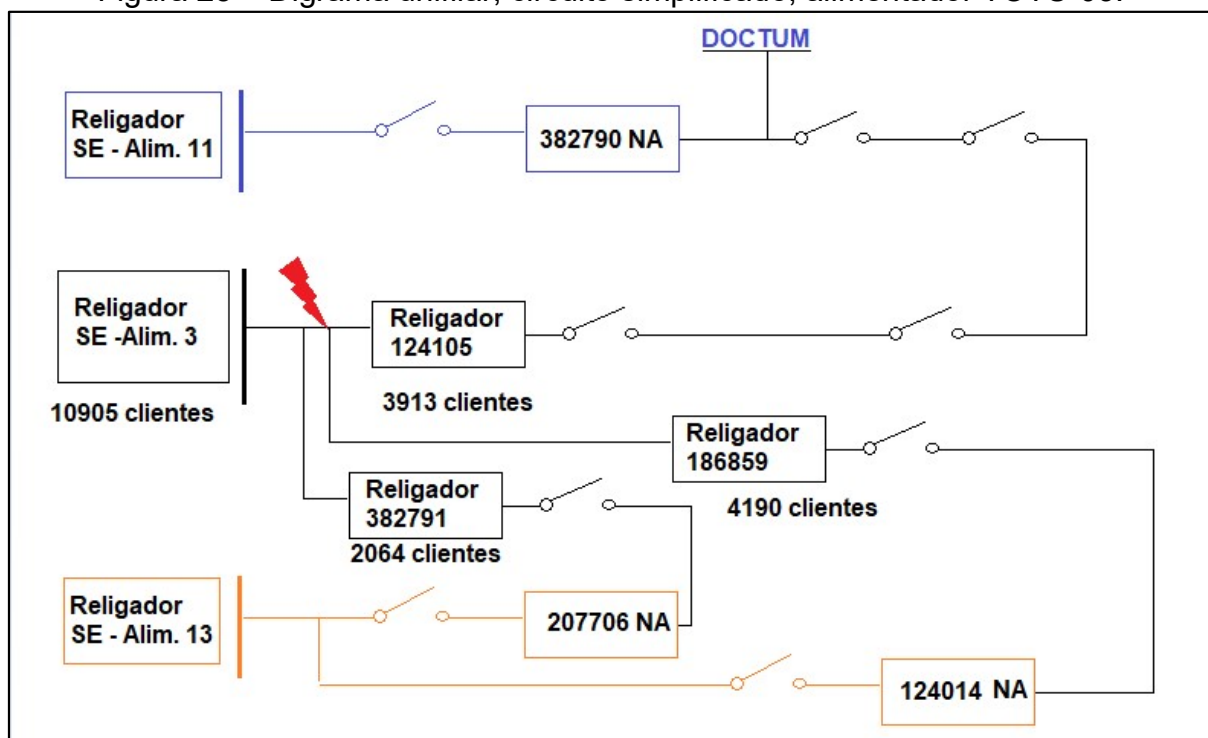 DOCTUM
Religador
SE - Alim. 11
382790 NA
Religador
SE -Alim. 3
10905 clientes
Religador
124105
3913 clientes
Religador
186859
4190 clientes
Religador
382791
2064 clientes
Religador
SE - Alim. 13
207706 NA
124014 NA